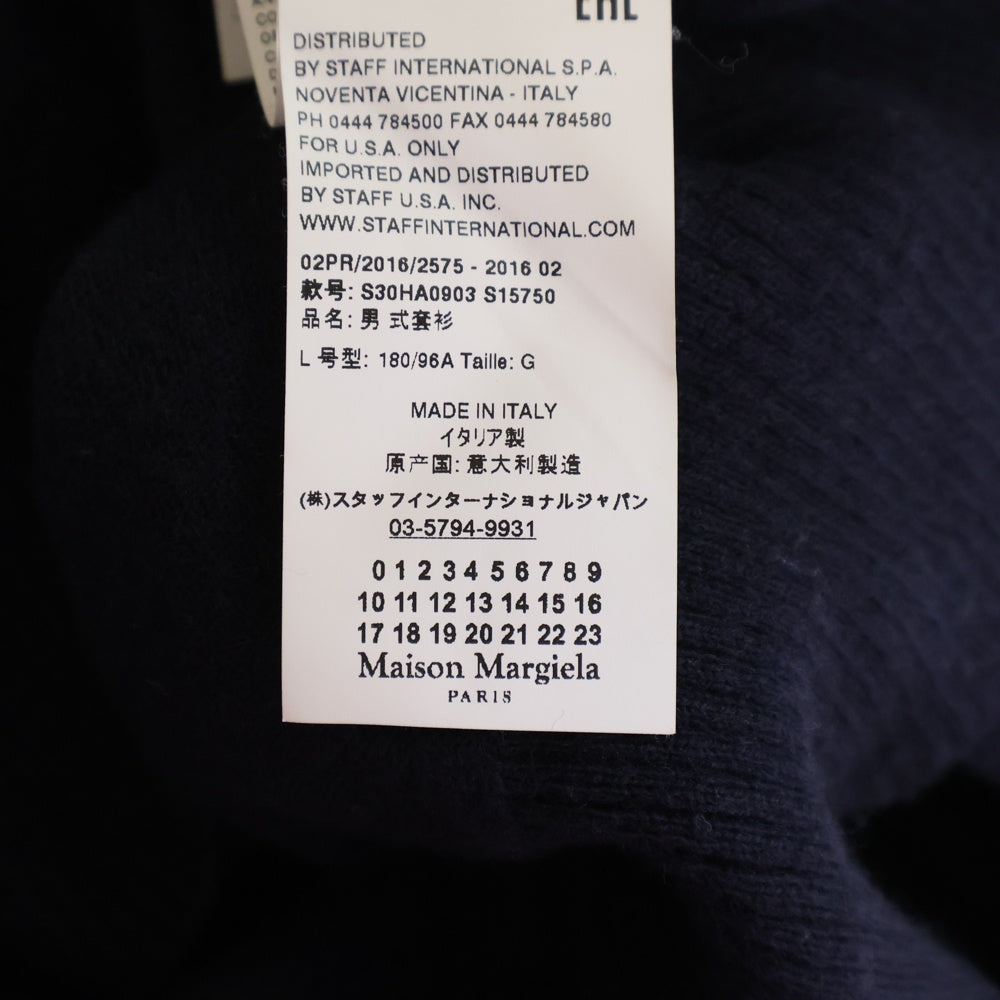 EAC
DISTRIBUTED
BY STAFF INTERNATIONAL S.P.A.
NOVENTA VICENTINA - ITALY
PH 0444 784500 FAX 0444 784580
FOR U.S.A. ONLY
IMPORTED AND DISTRIBUTED
BY STAFF U.S.A. INC.
WWW.STAFFINTERNATIONAL.COM
02PR/2016/2575 - 2016 02
款号: S30HA0903 S15750
品名: 男 式套衫
L 号型: 180/96A Taille: G
MADE IN ITALY
イタリア製
原产国: 意大利製造
(株)スタッフインターナショナルジャパン
03-5794-9931
0 1 2 3 4 5 6 7 8 9
10 11 12 13 14 15 16
17 18 19 20 21 22 23
Maison Margiela
PARIS